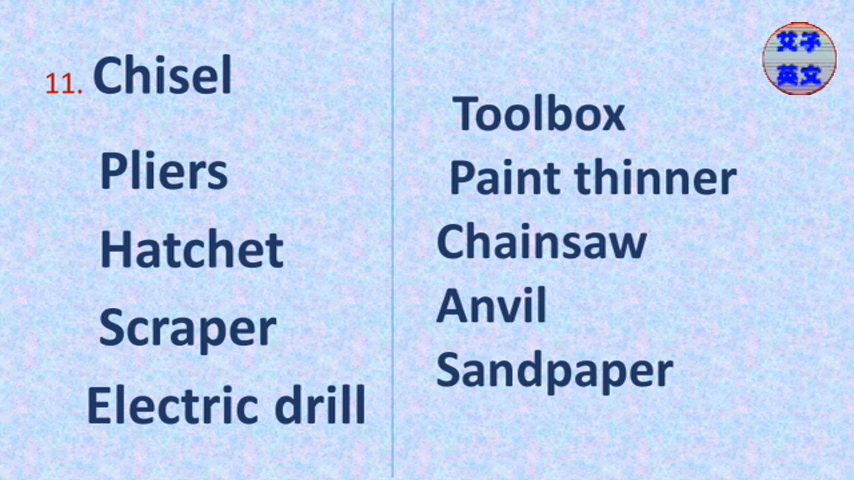 11. Chisel
Pliers
Hatchet
Scraper
Electric drill
Toolbox
Paint thinner
Chainsaw
Anvil
Sandpaper
艾子
英文